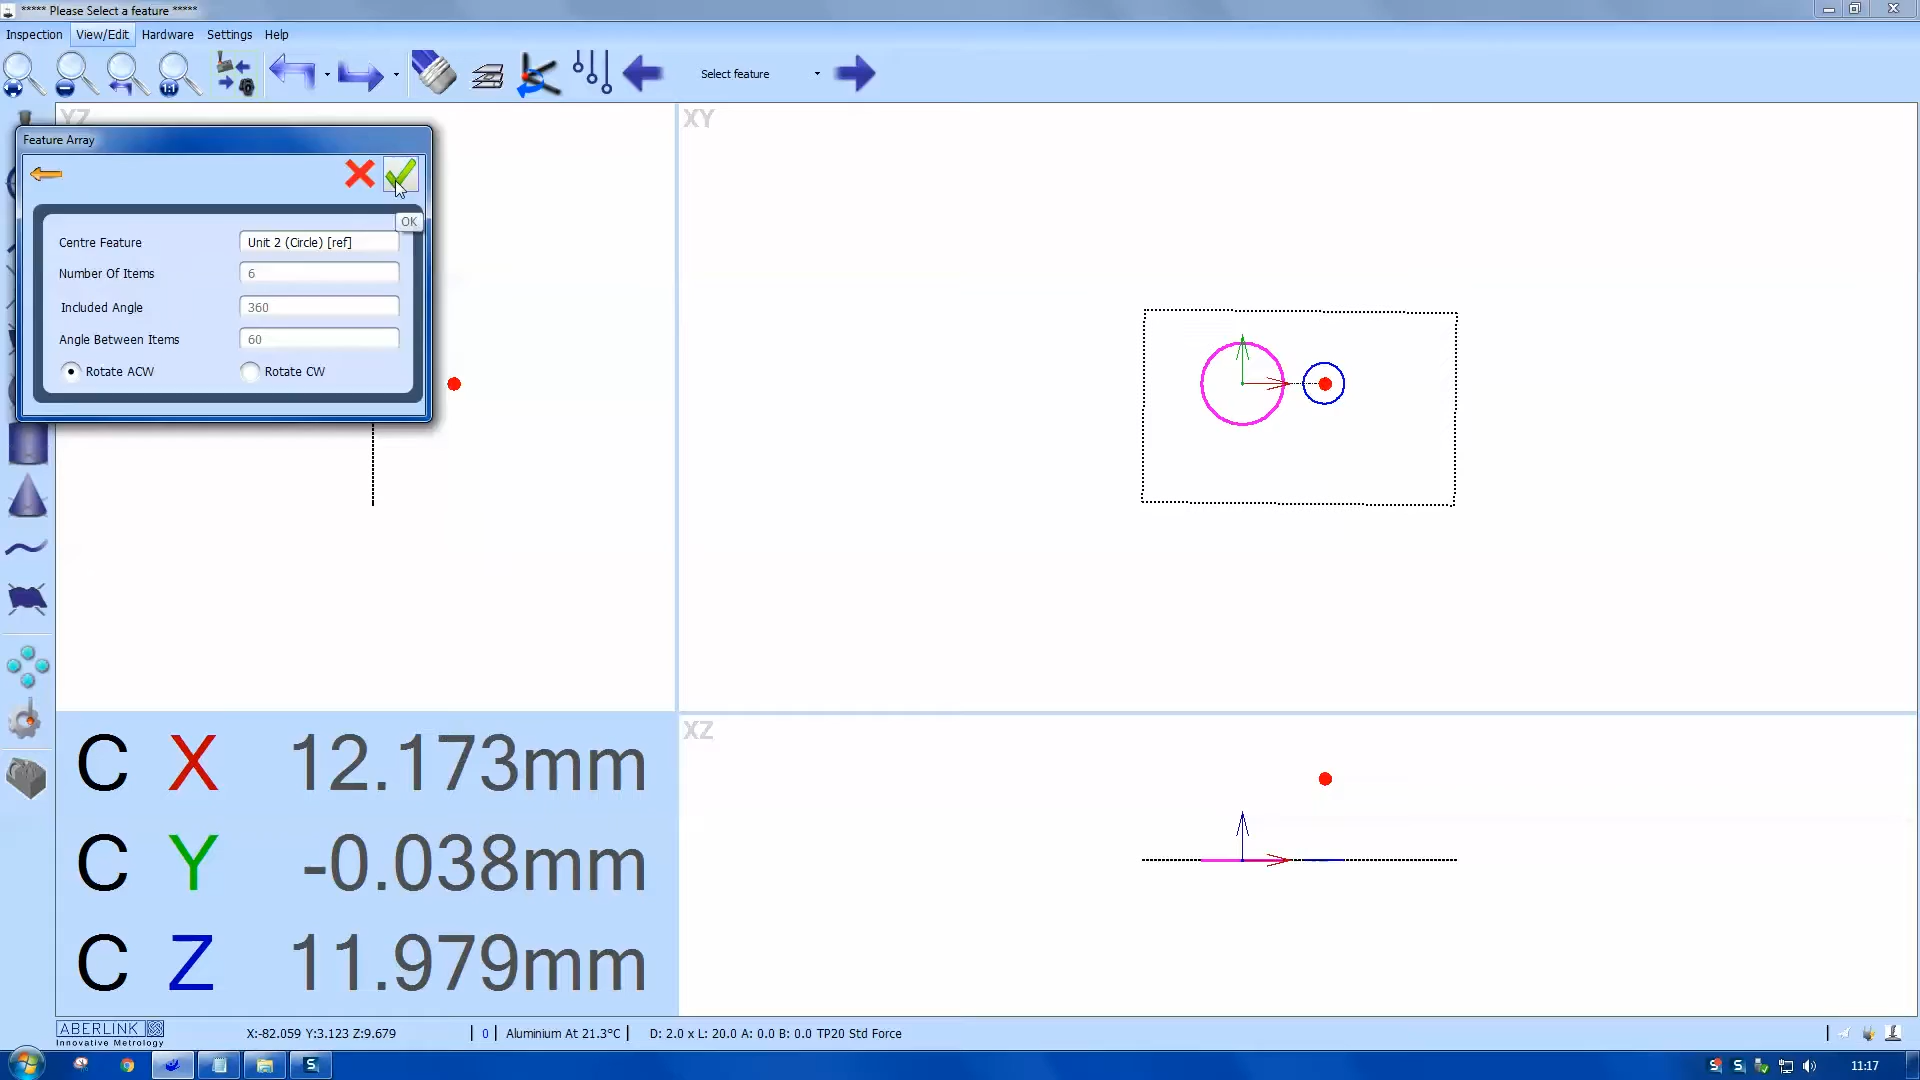 ***** Please Select a feature *****
Inspection View/Edit Hardware Settings Help
1:1
Select feature
YZ
XY
Feature Array
OK
Centre Feature Unit 2 (Circle) [ref]
Number Of Items 6
Included Angle 360
Angle Between Items 60
Rotate ACW Rotate CW
XZ
C X 12.173mm
C Y -0.038mm
C Z 11.979mm
ABERLINK
Innovative Metrology
X:-82.059 Y:3.123 Z:9.679 | 0 | Aluminium At 21.3°C | D: 2.0 x L: 20.0 A: 0.0 B: 0.0 TP20 Std Force
11:17